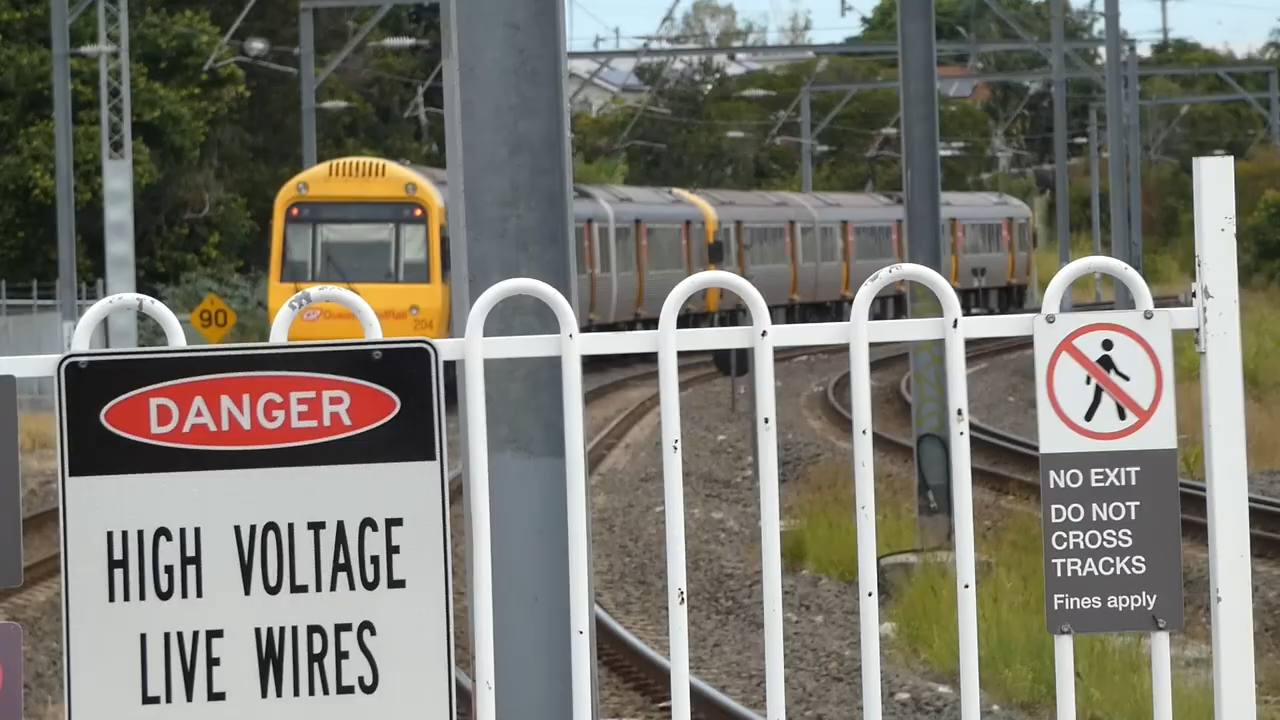 90
204
DANGER
HIGH VOLTAGE
LIVE WIRES
NO EXIT
DO NOT
CROSS
TRACKS
Fines apply